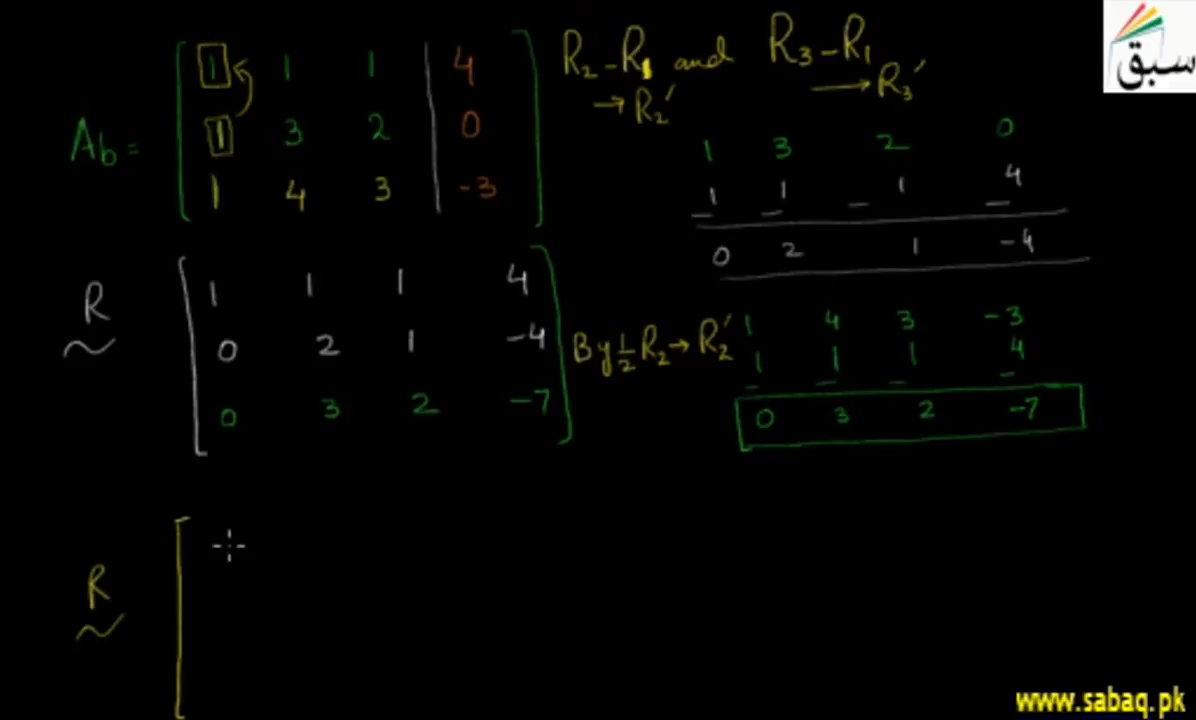 سبق
1 1 1 | 4 R₂-R₁ and R₃-R₁
→ R₂′ → R₃′
Ab = 1 3 2 | 0
1 4 3 | -3
1 3 2 0
1 1 1 4
- - - -
0 2 1 -4
R 1 1 1 4
~ 0 2 1 -4 By ½ R₂ → R₂′
0 3 2 -7
1 4 3 -3
1 1 1 4
- - - -
0 3 2 -7
R
~ [
www.sabaq.pk